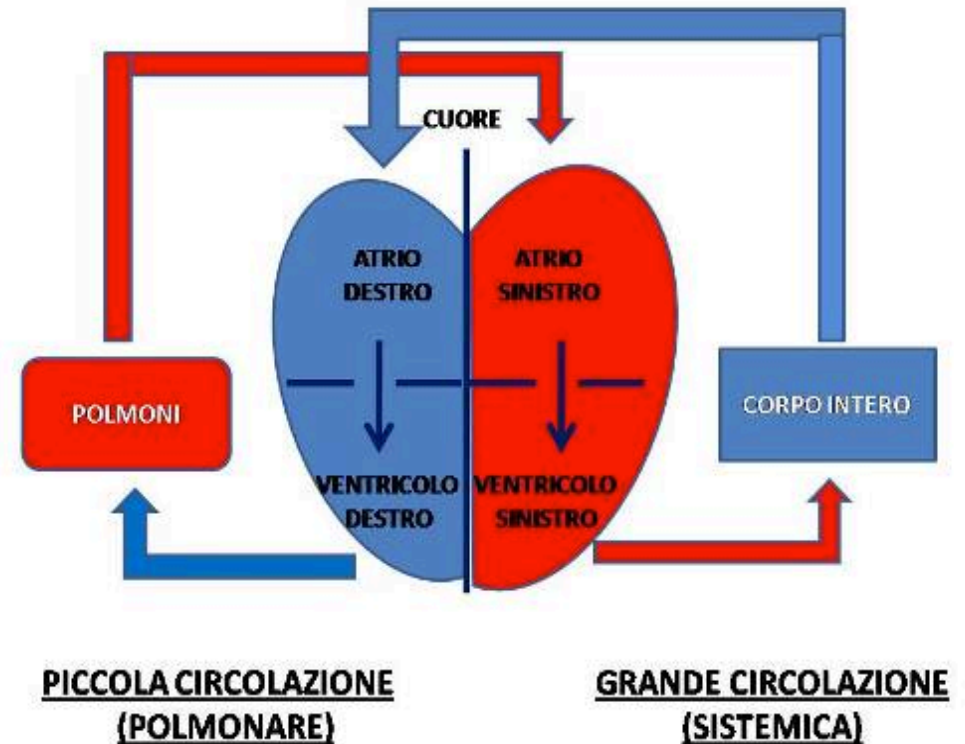 CUORE
ATRIO
DESTRO
ATRIO
SINISTRO
POLMONI
CORPO INTERO
VENTRICOLO
DESTRO
VENTRICOLO
SINISTRO
PICCOLA CIRCOLAZIONE
(POLMONARE)
GRANDE CIRCOLAZIONE
(SISTEMICA)